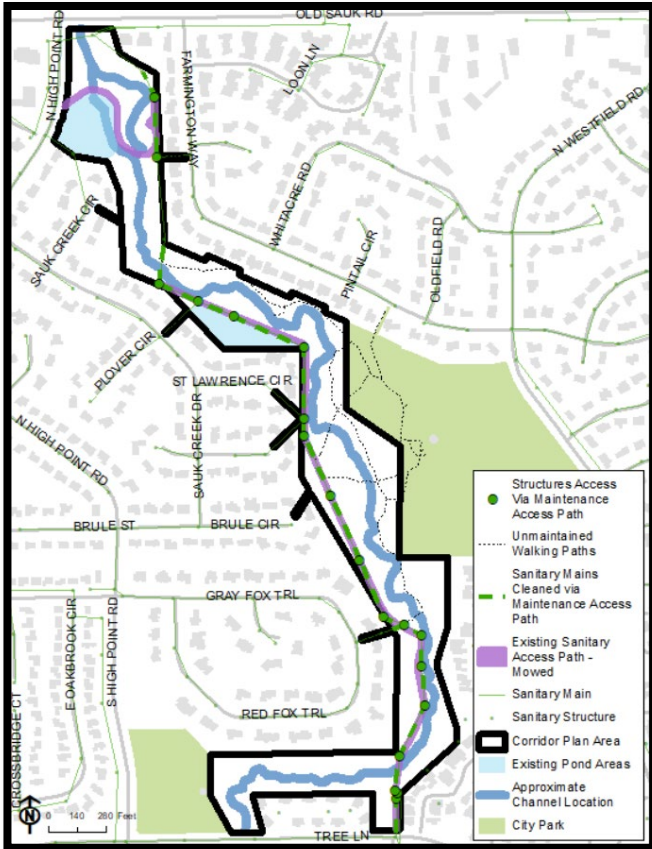 OLD SAUK RD
N HIGH POINT RD
FARMINGTON WAY
LOON LN
N WESTFIELD RD
WHITACRE RD
SAUK CREEK CIR
PINTAIL CIR
OLDFIELD RD
PLOVER CIR
ST LAWRENCE CIR
SAUK CREEK DR
N HIGH POINT RD
BRULE ST
BRULE CIR
GRAY FOX TRL
E OAKBROOK CIR
S HIGH POINT RD
RED FOX TRL
CROSSBRIDGE CT
TREE LN
N
0 140 280 Feet
Structures Access
Via Maintenance
Access Path
Unmaintained
Walking Paths
Sanitary Mains
Cleaned via
Maintenance Access
Path
Existing Sanitary
Access Path -
Mowed
Sanitary Main
Sanitary Structure
Corridor Plan Area
Existing Pond Areas
Approximate
Channel Location
City Park